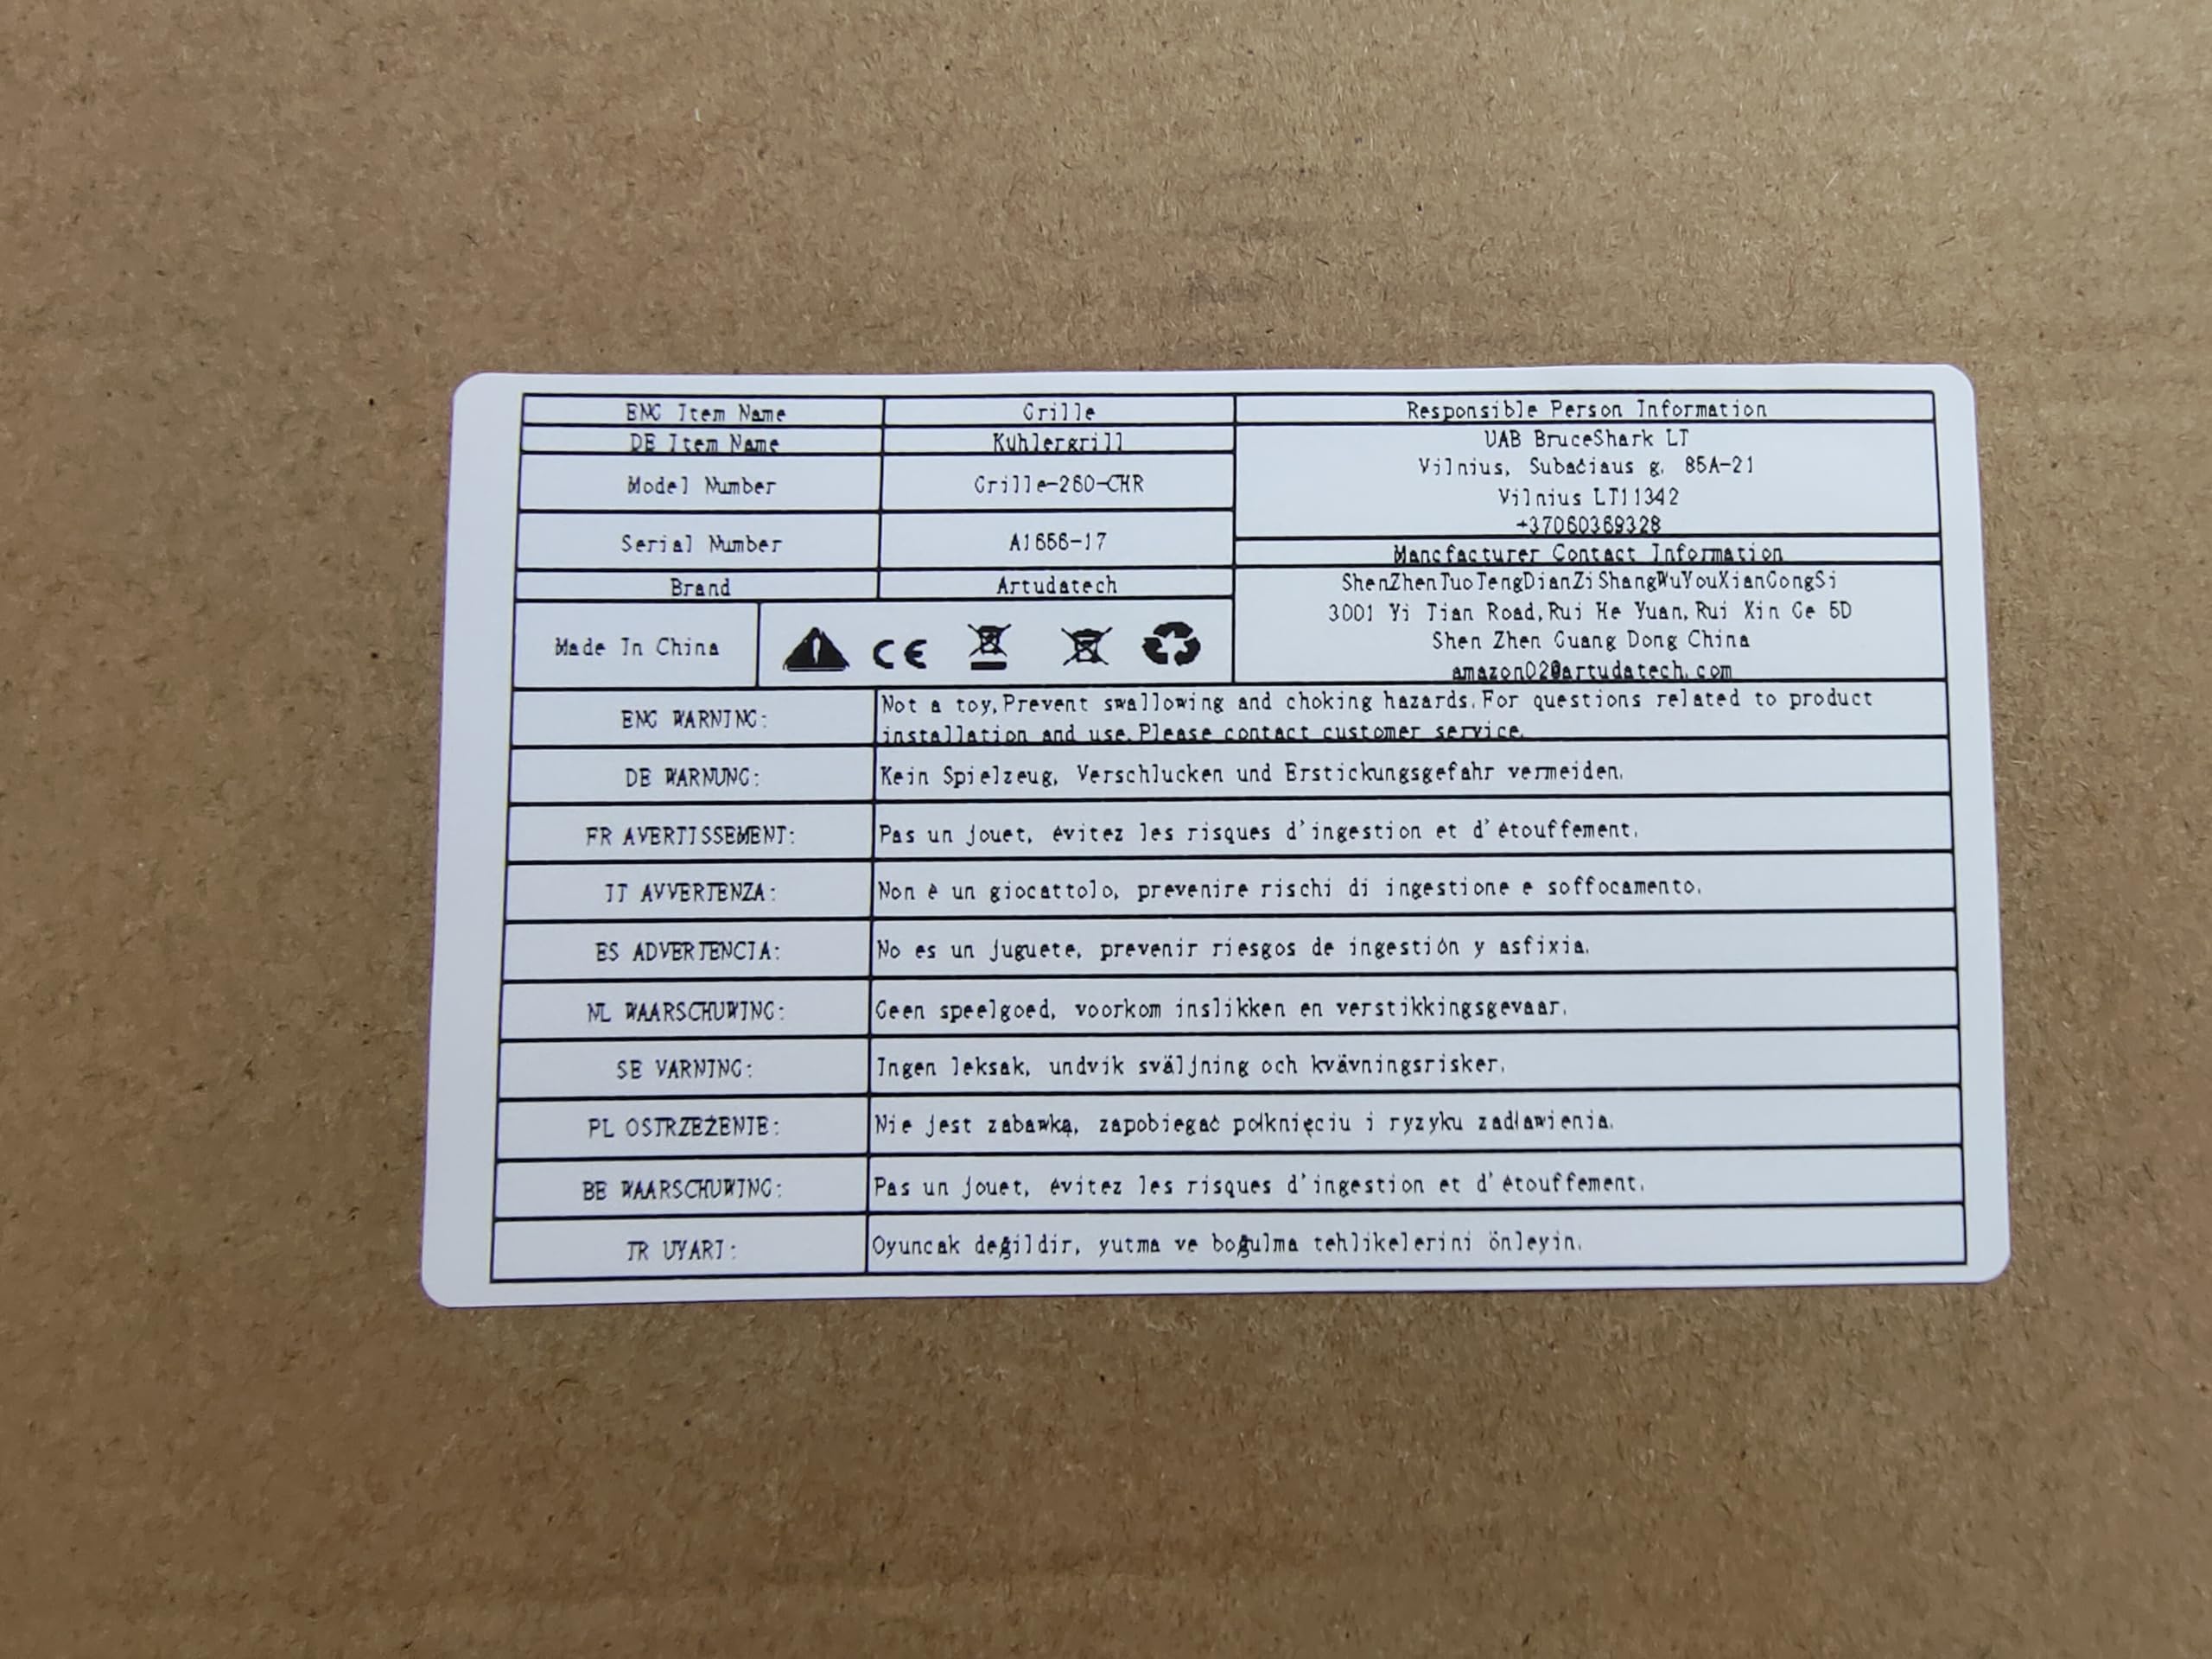 ENG Item Name
Grille
DE Item Name
Kuhlergrill
Model Number
Grille-260-CHR
Serial Number
A1656-17
Brand
Artudatech
Made In China
CE
Responsible Person Information
UAB BruceShark LT
Vilnius, Subačiaus g. 85A-21
Vilnius LT11342
+37060369328
Mancfacturer Contact Information
ShenZhenTuoTengDianZiShangWuYouXianGongSi
3001 Yi Tian Road,Rui He Yuan,Rui Xin Ge 5D
Shen Zhen Guang Dong China
amazon02@artudatech.com
ENG WARNING:
Not a toy,Prevent swallowing and choking hazards.For questions related to product
installation and use.Please contact customer service.
DE WARNUNG:
Kein Spielzeug, Verschlucken und Erstickungsgefahr vermeiden.
FR AVERTISSEMENT:
Pas un jouet, évitez les risques d'ingestion et d'étouffement.
IT AVVERTENZA:
Non è un giocattolo, prevenire rischi di ingestione e soffocamento.
ES ADVERTENCIA:
No es un juguete, prevenir riesgos de ingestión y asfixia.
NL WAARSCHUWING:
Geen speelgoed, voorkom inslikken en verstikkingsgevaar.
SE VARNING:
Ingen leksak, undvik sväljning och kvävningsrisker.
PL OSTRZEŻENIE:
Nie jest zabawką, zapobiegać połknięciu i ryzyku zadławienia.
BE WAARSCHUWING:
Pas un jouet, évitez les risques d'ingestion et d'étouffement.
TR UYARI:
Oyuncak değildir, yutma ve boğulma tehlikelerini önleyin.